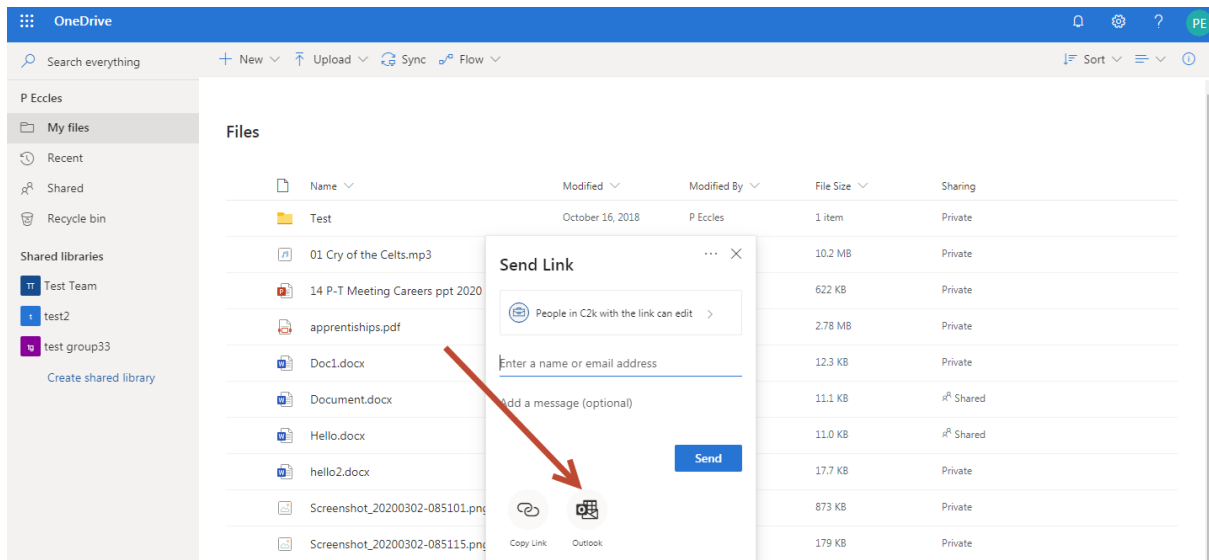 OneDrive
PE
Search everything
New Upload Sync Flow
Sort
P Eccles
My files
Recent
Shared
Recycle bin
Shared libraries
TT Test Team
t test2
tg test group33
Create shared library
Files
Name Modified Modified By File Size Sharing
Test October 16, 2018 P Eccles 1 item Private
01 Cry of the Celts.mp3 10.2 MB Private
14 P-T Meeting Careers ppt 2020 622 KB Private
apprentiships.pdf 2.78 MB Private
Doc1.docx 12.3 KB Private
Document.docx 11.1 KB Shared
Hello.docx 11.0 KB Shared
hello2.docx 17.7 KB Private
Screenshot_20200302-085101.png 873 KB Private
Screenshot_20200302-085115.png 179 KB Private
Send Link
People in C2k with the link can edit
Enter a name or email address
Add a message (optional)
Send
Copy Link Outlook